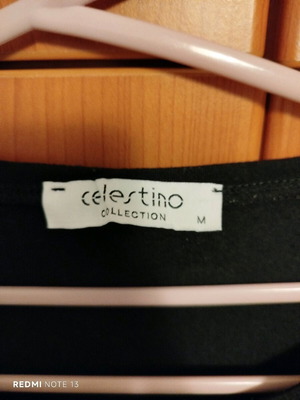 celestino
COLLECTION
M
REDMI NOTE 13